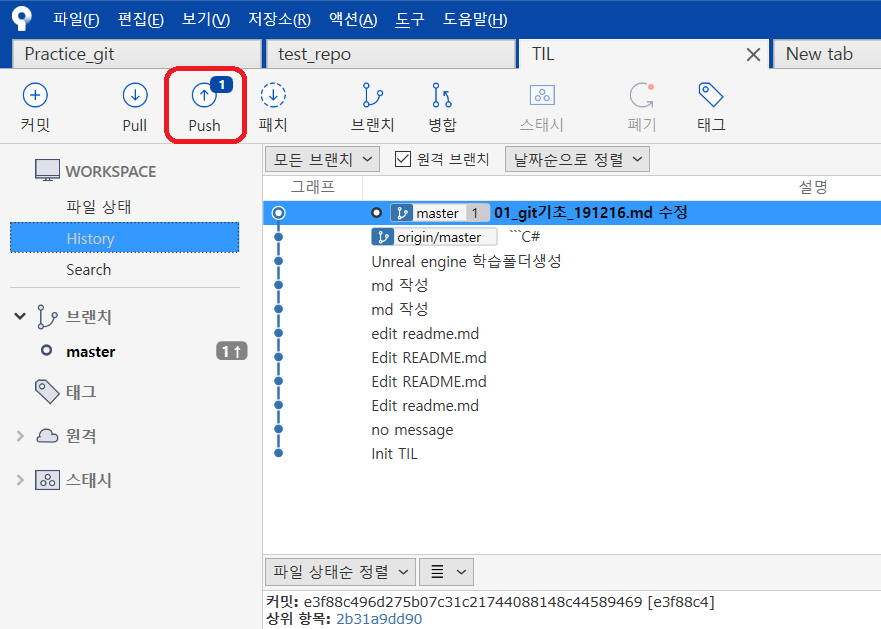 파일(F) 편집(E) 보기(V) 저장소(R) 액션(A) 도구 도움말(H)
Practice_git test_repo TIL New tab
1
커밋 Pull Push 패치 브랜치 병합 스태시 폐기 태그
WORKSPACE
파일 상태
History
Search
브랜치
master 1↑
태그
원격
스태시
모든 브랜치 원격 브랜치 날짜순으로 정렬
그래프 설명
master 1 01_git기초_191216.md 수정
origin/master ```C#
Unreal engine 학습폴더생성
md 작성
md 작성
edit readme.md
Edit README.md
Edit README.md
Edit readme.md
no message
Init TIL
파일 상태순 정렬
커밋: e3f88c496d275b07c31c21744088148c44589469 [e3f88c4]
상위 항목: 2b31a9dd90